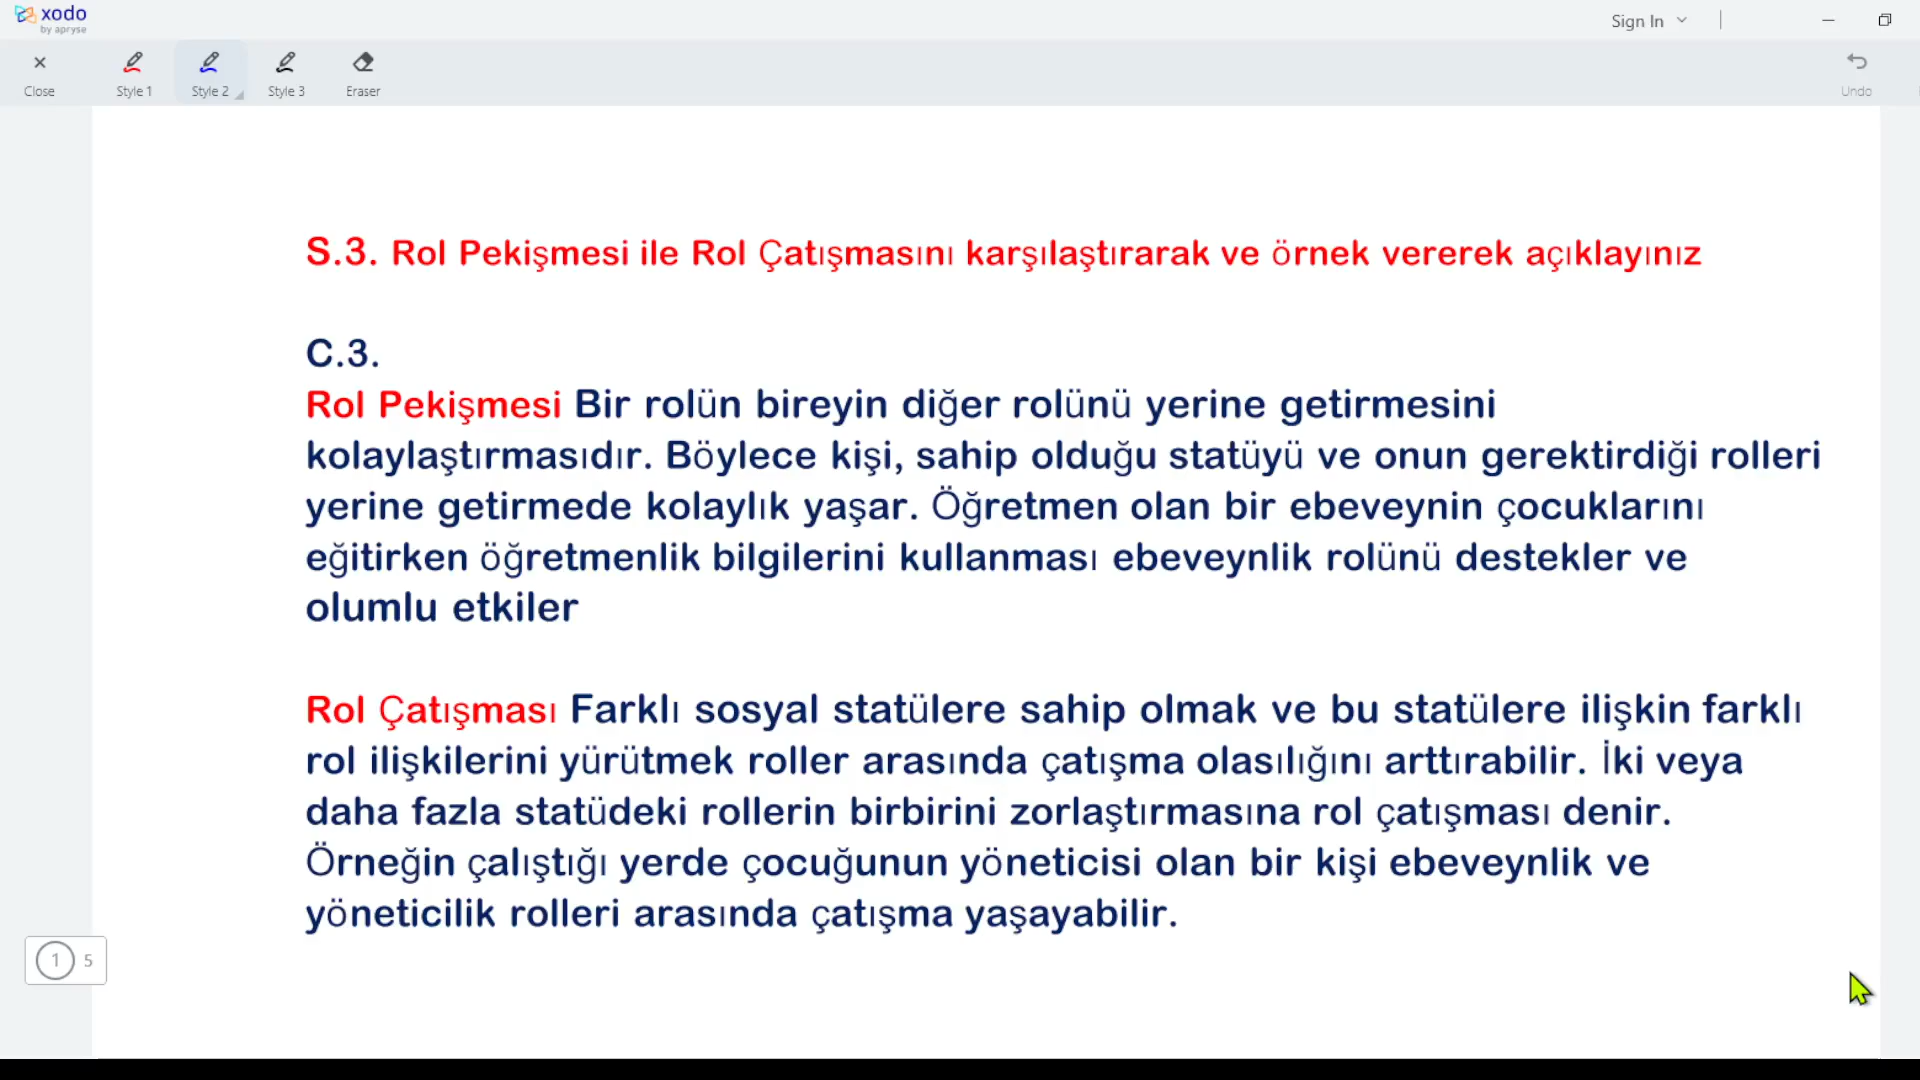 xodo
by apryse
Sign In
Close
Style 1
Style 2
Style 3
Eraser
Undo
S.3. Rol Pekişmesi ile Rol Çatışmasını karşılaştırarak ve örnek vererek açıklayınız
C.3.
Rol Pekişmesi Bir rolün bireyin diğer rolünü yerine getirmesini
kolaylaştırmasıdır. Böylece kişi, sahip olduğu statüyü ve onun gerektirdiği rolleri
yerine getirmede kolaylık yaşar. Öğretmen olan bir ebeveynin çocuklarını
eğitirken öğretmenlik bilgilerini kullanması ebeveynlik rolünü destekler ve
olumlu etkiler
Rol Çatışması Farklı sosyal statülere sahip olmak ve bu statülere ilişkin farklı
rol ilişkilerini yürütmek roller arasında çatışma olasılığını arttırabilir. İki veya
daha fazla statüdeki rollerin birbirini zorlaştırmasına rol çatışması denir.
Örneğin çalıştığı yerde çocuğunun yöneticisi olan bir kişi ebeveynlik ve
yöneticilik rolleri arasında çatışma yaşayabilir.
1 5